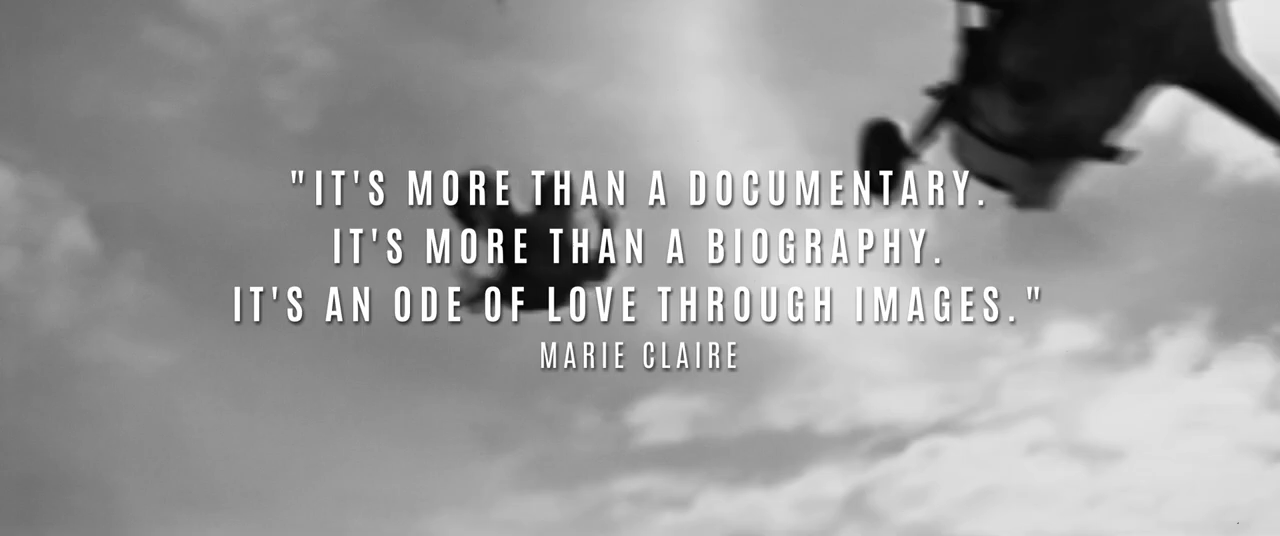 "IT'S MORE THAN A DOCUMENTARY.
IT'S MORE THAN A BIOGRAPHY.
IT'S AN ODE OF LOVE THROUGH IMAGES."
MARIE CLAIRE